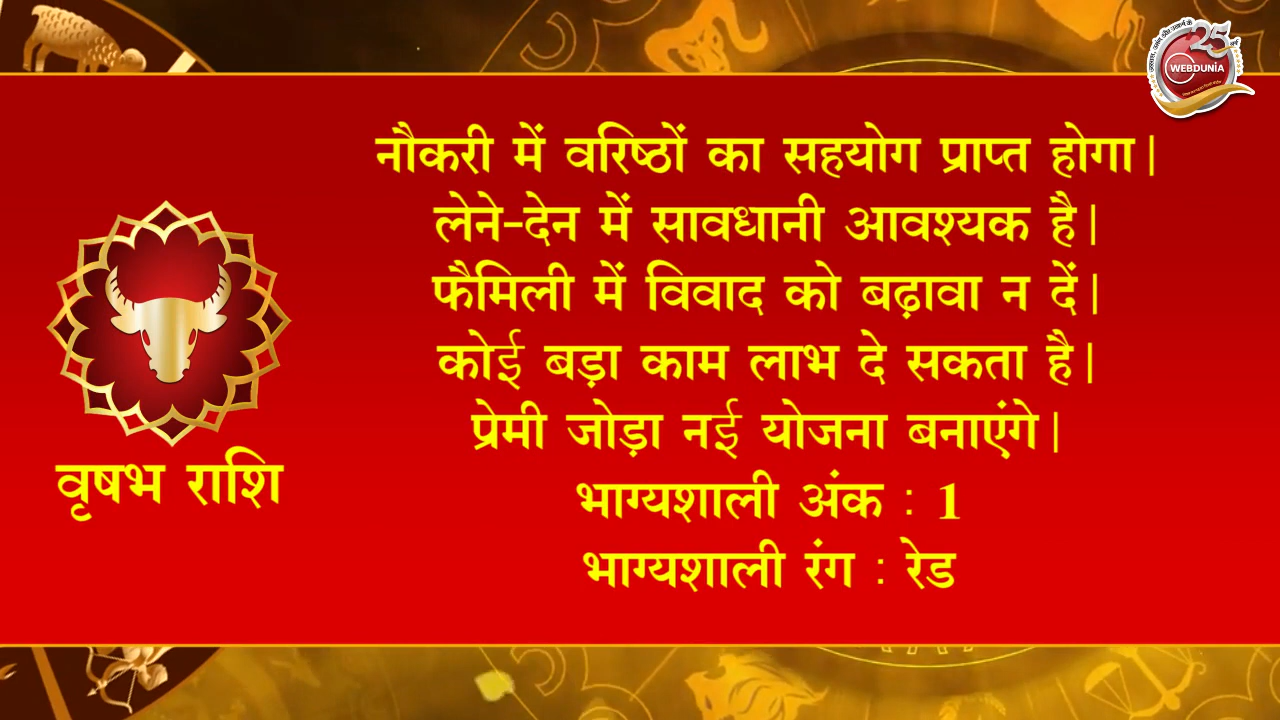 नौकरी में वरिष्ठों का सहयोग प्राप्त होगा।
लेने-देन में सावधानी आवश्यक है।
फैमिली में विवाद को बढ़ावा न दें।
कोई बड़ा काम लाभ दे सकता है।
प्रेमी जोड़ा नई योजना बनाएंगे।
भाग्यशाली अंक : 1
भाग्यशाली रंग : रेड
वृषभ राशि
25
WEBDUNIA